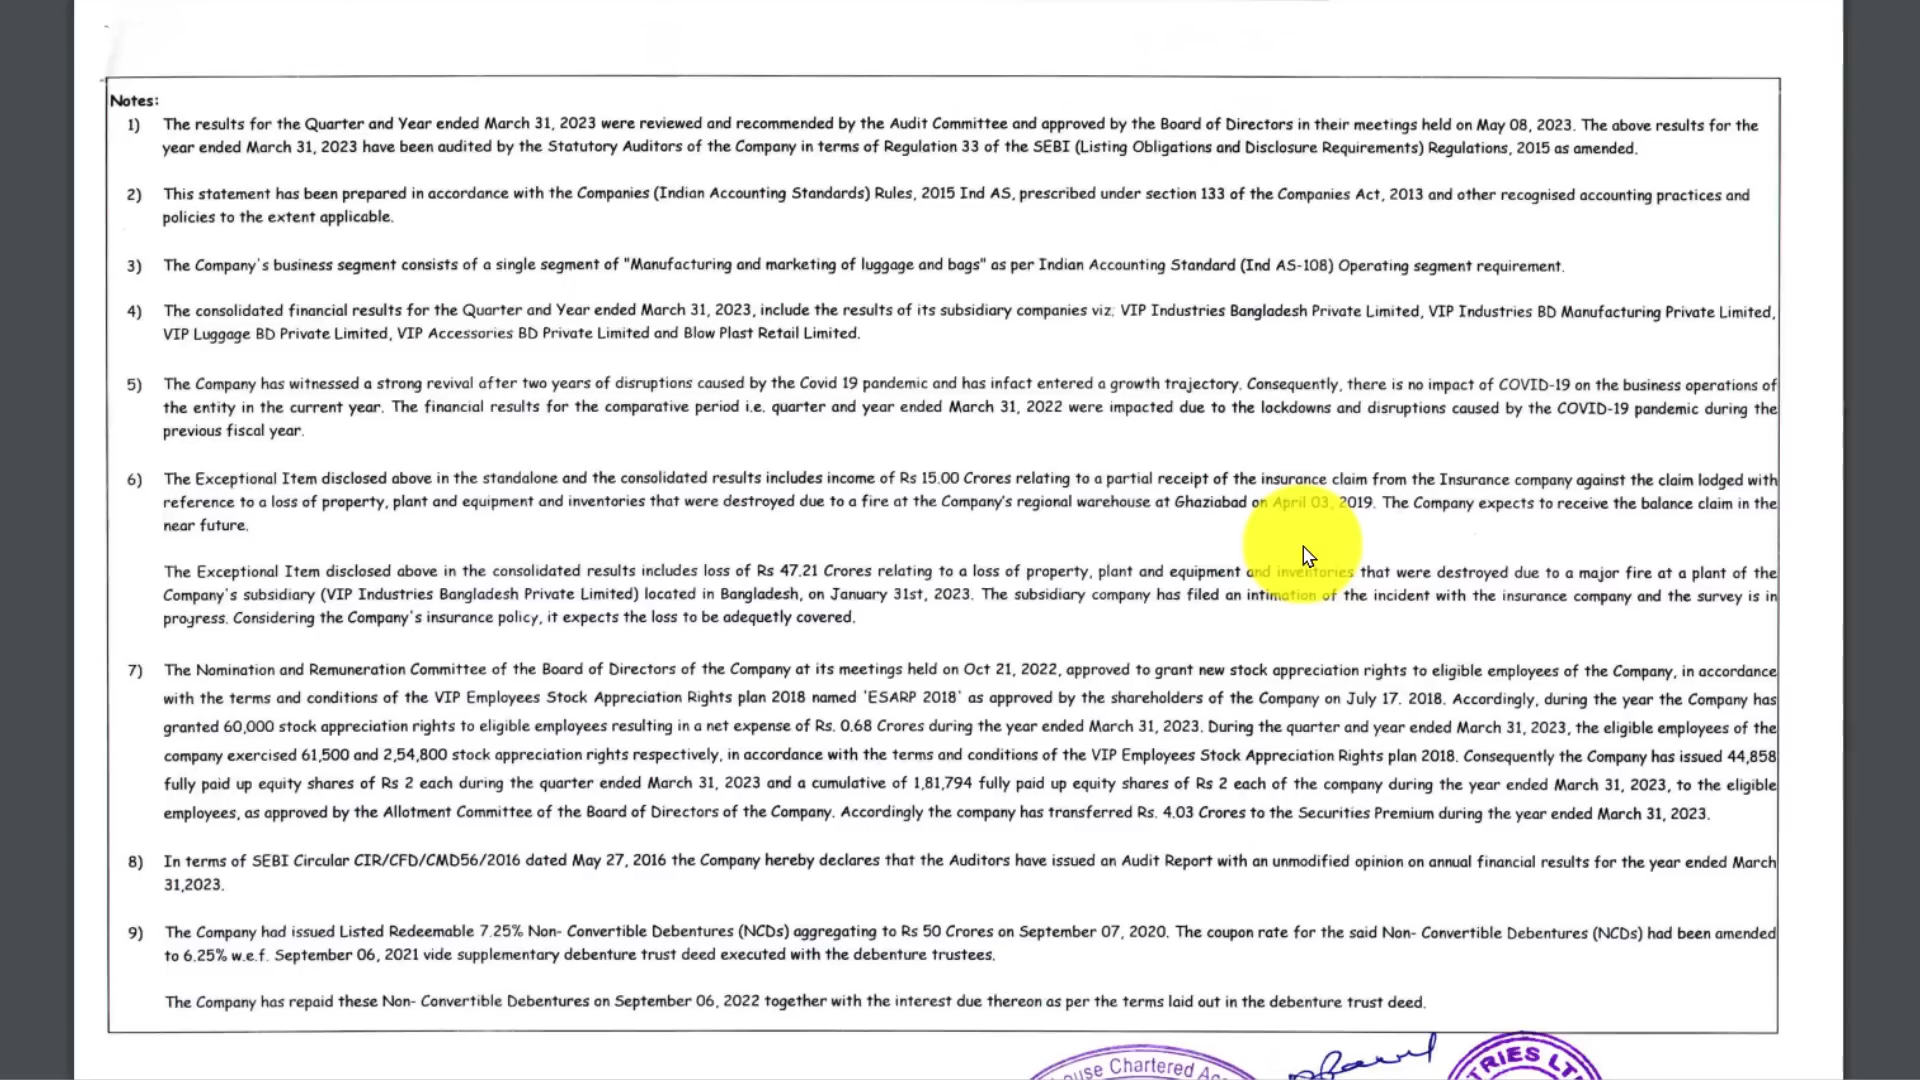 Notes:
1) The results for the Quarter and Year ended March 31, 2023 were reviewed and recommended by the Audit Committee and approved by the Board of Directors in their meetings held on May 08, 2023. The above results for the
year ended March 31, 2023 have been audited by the Statutory Auditors of the Company in terms of Regulation 33 of the SEBI (Listing Obligations and Disclosure Requirements) Regulations, 2015 as amended.
2) This statement has been prepared in accordance with the Companies (Indian Accounting Standards) Rules, 2015 Ind AS, prescribed under section 133 of the Companies Act, 2013 and other recognised accounting practices and
policies to the extent applicable.
3) The Company's business segment consists of a single segment of "Manufacturing and marketing of luggage and bags" as per Indian Accounting Standard (Ind AS-108) Operating segment requirement.
4) The consolidated financial results for the Quarter and Year ended March 31, 2023, include the results of its subsidiary companies viz; VIP Industries Bangladesh Private Limited, VIP Industries BD Manufacturing Private Limited,
VIP Luggage BD Private Limited, VIP Accessories BD Private Limited and Blow Plast Retail Limited.
5) The Company has witnessed a strong revival after two years of disruptions caused by the Covid 19 pandemic and has infact entered a growth trajectory. Consequently, there is no impact of COVID-19 on the business operations of
the entity in the current year. The financial results for the comparative period i.e. quarter and year ended March 31, 2022 were impacted due to the lockdowns and disruptions caused by the COVID-19 pandemic during the
previous fiscal year.
6) The Exceptional Item disclosed above in the standalone and the consolidated results includes income of Rs 15.00 Crores relating to a partial receipt of the insurance claim from the Insurance company against the claim lodged with
reference to a loss of property, plant and equipment and inventories that were destroyed due to a fire at the Company's regional warehouse at Ghaziabad on April 03, 2019. The Company expects to receive the balance claim in the
near future.
The Exceptional Item disclosed above in the consolidated results includes loss of Rs 47.21 Crores relating to a loss of property, plant and equipment and inventories that were destroyed due to a major fire at a plant of the
Company's subsidiary (VIP Industries Bangladesh Private Limited) located in Bangladesh, on January 31st, 2023. The subsidiary company has filed an intimation of the incident with the insurance company and the survey is in
progress. Considering the Company's insurance policy, it expects the loss to be adequetly covered.
7) The Nomination and Remuneration Committee of the Board of Directors of the Company at its meetings held on Oct 21, 2022, approved to grant new stock appreciation rights to eligible employees of the Company, in accordance
with the terms and conditions of the VIP Employees Stock Appreciation Rights plan 2018 named 'ESARP 2018' as approved by the shareholders of the Company on July 17, 2018. Accordingly, during the year the Company has
granted 60,000 stock appreciation rights to eligible employees resulting in a net expense of Rs. 0.68 Crores during the year ended March 31, 2023. During the quarter and year ended March 31, 2023, the eligible employees of the
company exercised 61,500 and 2,54,800 stock appreciation rights respectively, in accordance with the terms and conditions of the VIP Employees Stock Appreciation Rights plan 2018. Consequently the Company has issued 44,858
fully paid up equity shares of Rs 2 each during the quarter ended March 31, 2023 and a cumulative of 1,81,794 fully paid up equity shares of Rs 2 each of the company during the year ended March 31, 2023, to the eligible
employees, as approved by the Allotment Committee of the Board of Directors of the Company. Accordingly the company has transferred Rs. 4.03 Crores to the Securities Premium during the year ended March 31, 2023.
8) In terms of SEBI Circular CIR/CFD/CMD56/2016 dated May 27, 2016 the Company hereby declares that the Auditors have issued an Audit Report with an unmodified opinion on annual financial results for the year ended March
31,2023.
9) The Company had issued Listed Redeemable 7.25% Non- Convertible Debentures (NCDs) aggregating to Rs 50 Crores on September 07, 2020. The coupon rate for the said Non- Convertible Debentures (NCDs) had been amended
to 6.25% w.e.f. September 06, 2021 vide supplementary debenture trust deed executed with the debenture trustees.
The Company has repaid these Non- Convertible Debentures on September 06, 2022 together with the interest due thereon as per the terms laid out in the debenture trust deed.
Chartered